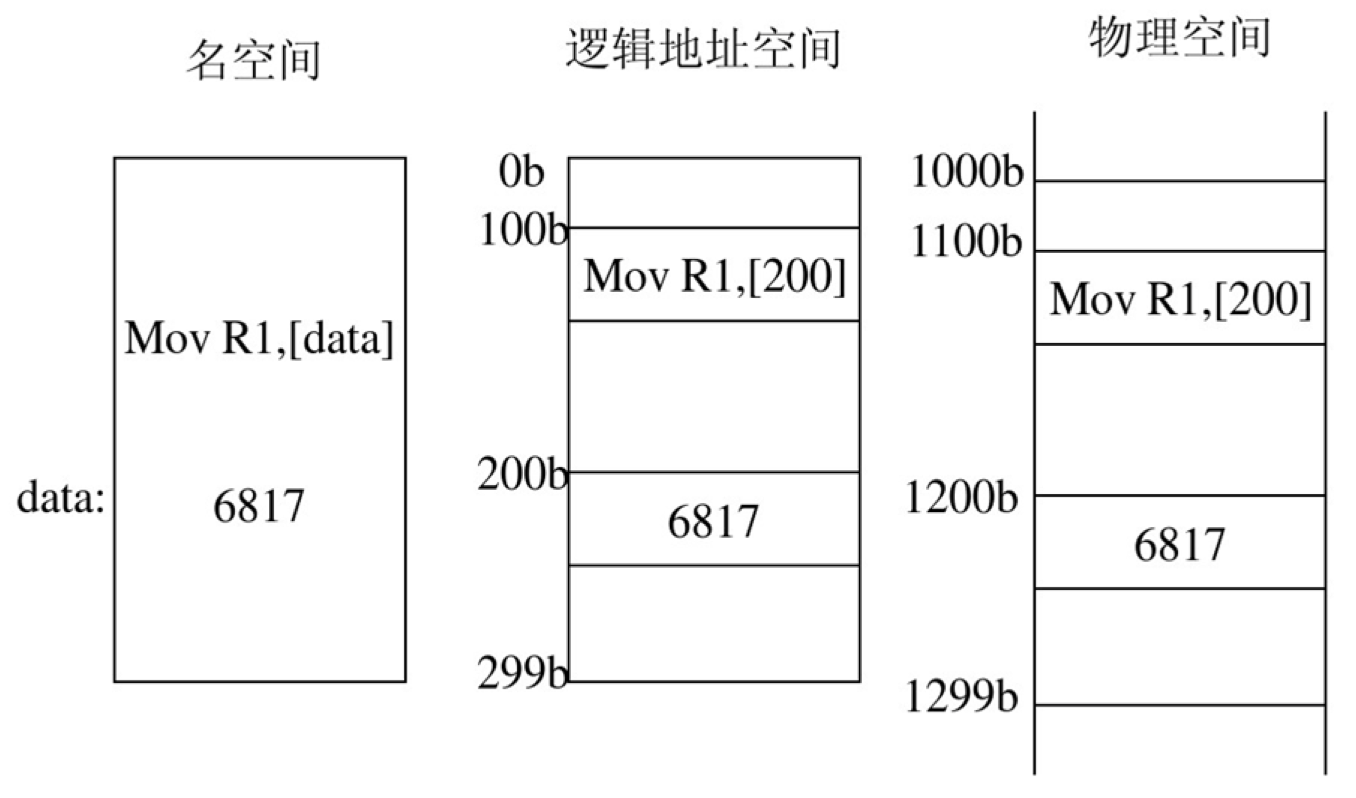 名空间
逻辑地址空间
物理空间
Mov R1,[data]
data:
6817
0b
100b
Mov R1,[200]
200b
6817
299b
1000b
1100b
Mov R1,[200]
1200b
6817
1299b